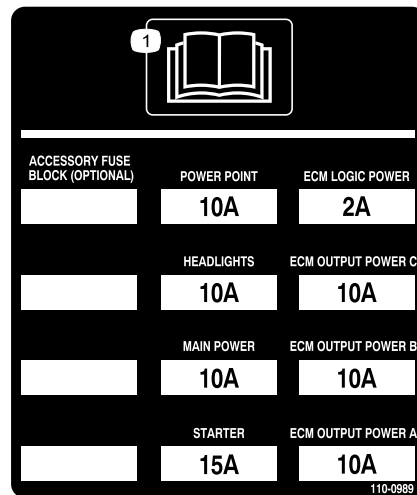 1
ACCESSORY FUSE
BLOCK (OPTIONAL)
POWER POINT
ECM LOGIC POWER
10A
2A
HEADLIGHTS
ECM OUTPUT POWER C
10A
10A
MAIN POWER
ECM OUTPUT POWER B
10A
10A
STARTER
ECM OUTPUT POWER A
15A
10A
110-0989